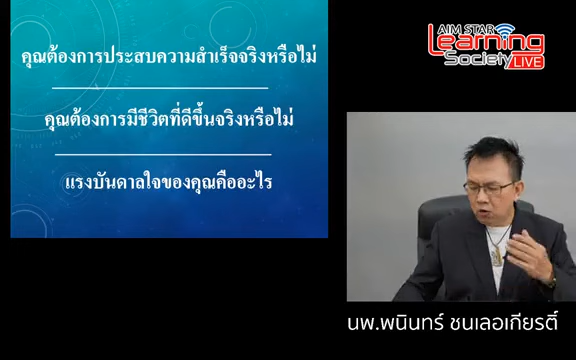 คุณต้องการประสบความสำเร็จจริงหรือไม่
คุณต้องการมีชีวิตที่ดีขึ้นจริงหรือไม่
แรงบันดาลใจของคุณคืออะไร
AIM STAR
Learning
Society LIVE
นพ.พนินทร์ ชนเลอเกียรติ์